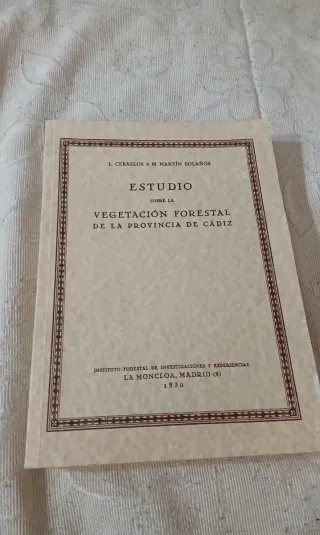 L. CEBALLOS Y M. MARTÍN BOLAÑOS
ESTUDIO
SOBRE LA
VEGETACIÓN FORESTAL
DE LA PROVINCIA DE CÁDIZ
INSTITUTO FORESTAL DE INVESTIGACIONES Y EXPERIENCIAS
LA MONCLOA, MADRID (8)
1930